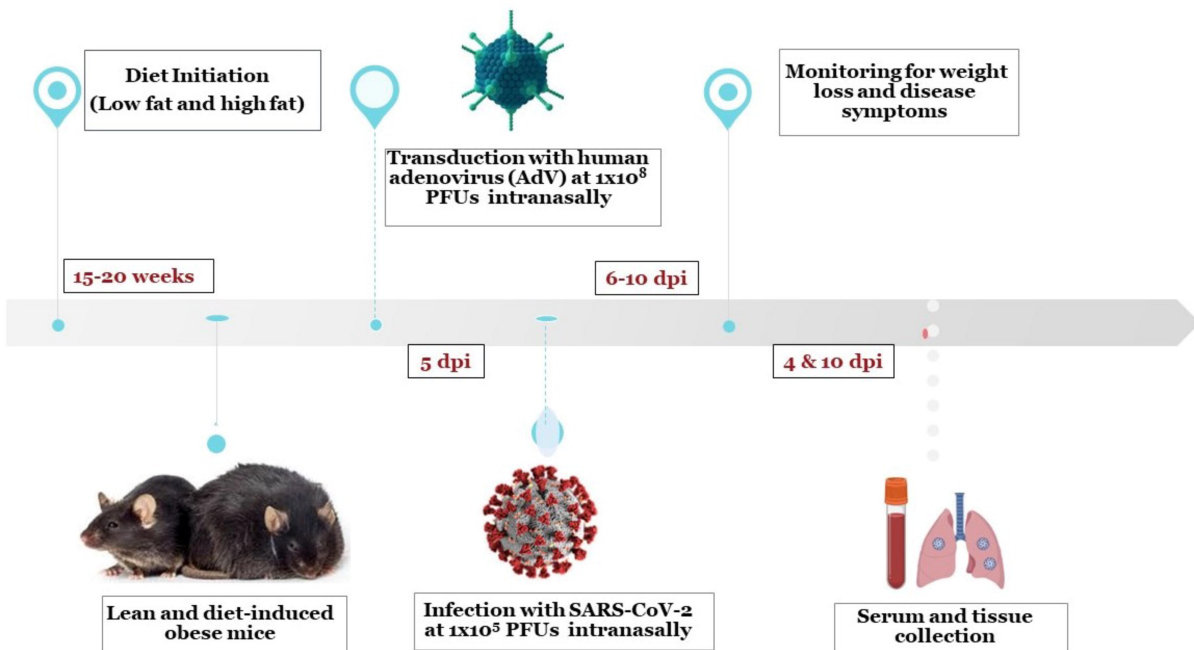 Diet Initiation
(Low fat and high fat)
Monitoring for weight
loss and disease
symptoms
Transduction with human
adenovirus (AdV) at 1x10⁸
PFUs intranasally
15-20 weeks
6-10 dpi
5 dpi
4 & 10 dpi
Lean and diet-induced
obese mice
Infection with SARS-CoV-2
at 1x10⁵ PFUs intranasally
Serum and tissue
collection